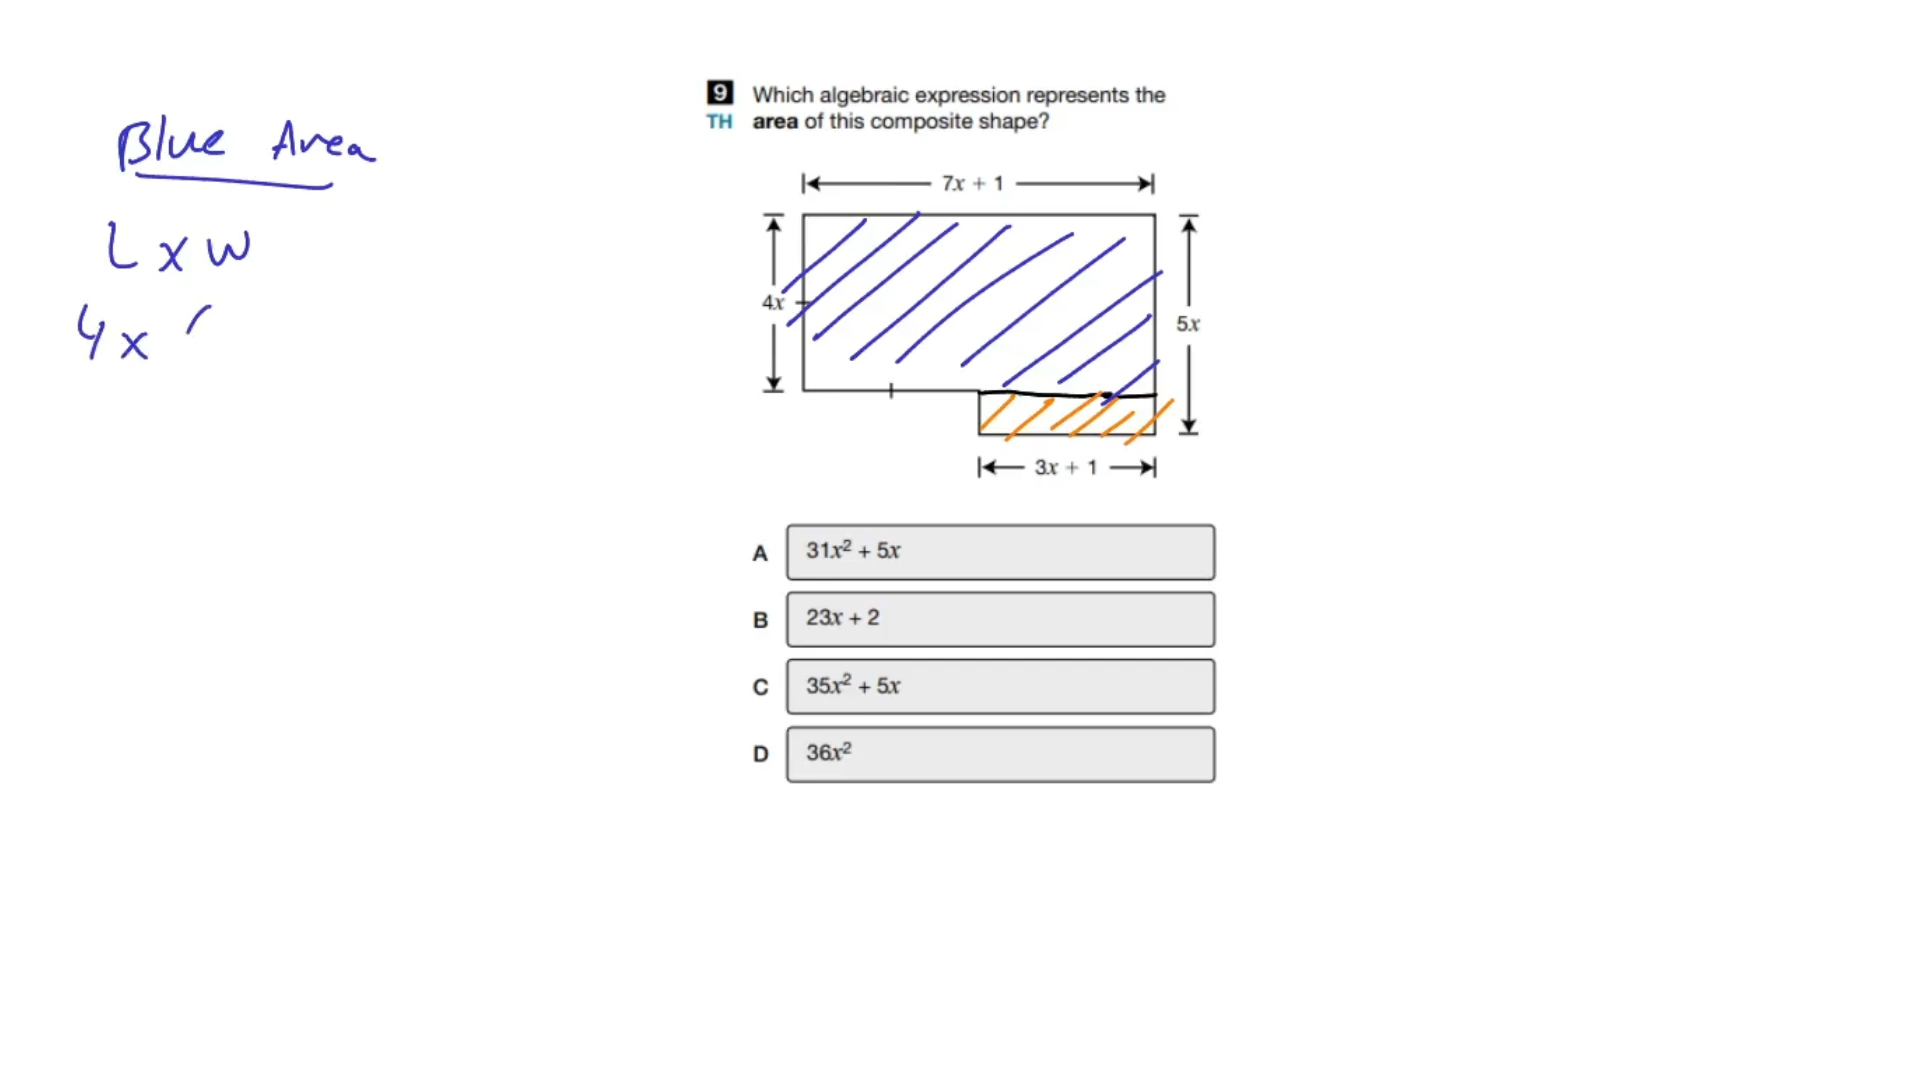 Blue Area
L x W
4x (
9 Which algebraic expression represents the
TH area of this composite shape?
7x + 1
4x
5x
3x + 1
A 31x² + 5x
B 23x + 2
C 35x² + 5x
D 36x²